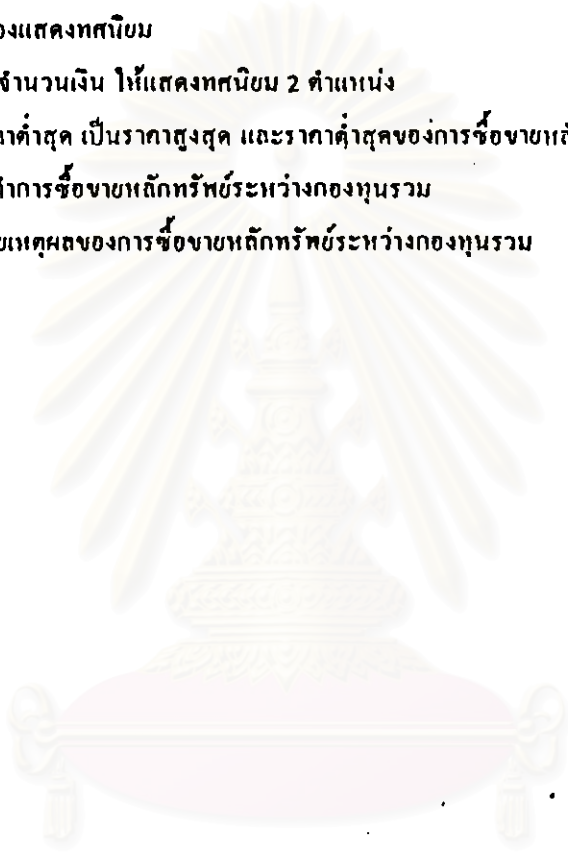 องแสดงทศนิยม
จำนวนเงิน ให้แสดงทศนิยม 2 ตำแหน่ง
าต่ำสุด เป็นราคาสูงสุด และราคาต่ำสุดของการซื้อขายหลั
ทำการซื้อขายหลักทรัพย์ระหว่างกองทุนรวม
ยเหตุผลของการซื้อขายหลักทรัพย์ระหว่างกองทุนรวม